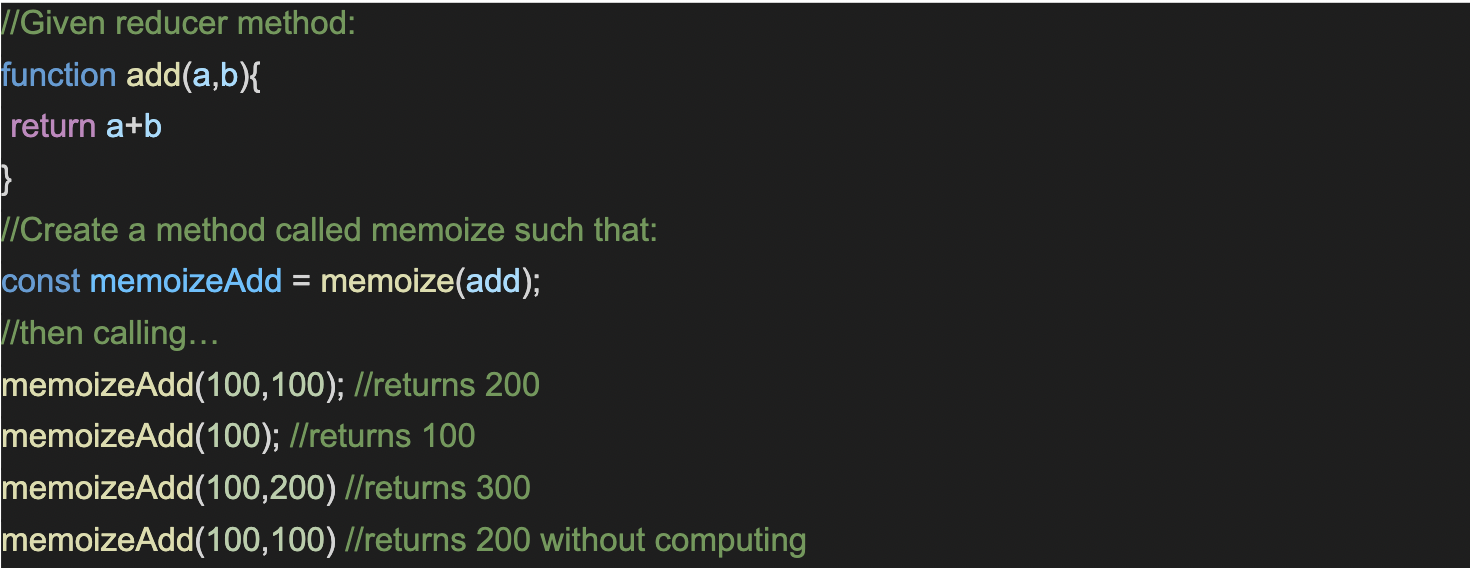 //Given reducer method:
function add(a,b){
return a+b
}
//Create a method called memoize such that:
const memoizeAdd = memoize(add);
//then calling…
memoizeAdd(100,100); //returns 200
memoizeAdd(100); //returns 100
memoizeAdd(100,200) //returns 300
memoizeAdd(100,100) //returns 200 without computing